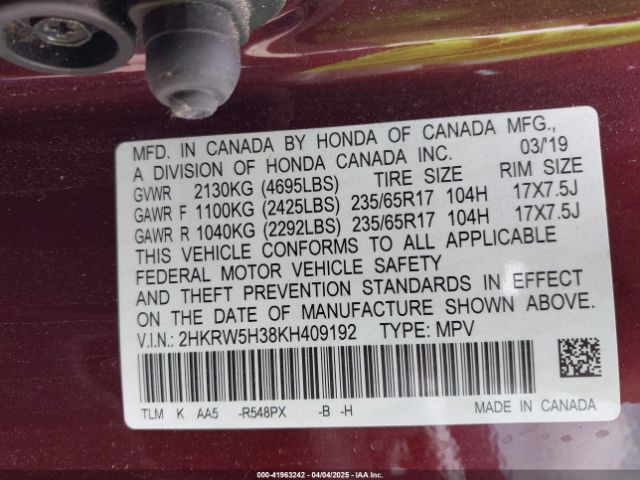 MFD. IN CANADA BY HONDA OF CANADA MFG.,
A DIVISION OF HONDA CANADA INC. 03/19
GVWR 2130KG (4695LBS) TIRE SIZE RIM SIZE
GAWR F 1100KG (2425LBS) 235/65R17 104H 17X7.5J
GAWR R 1040KG (2292LBS) 235/65R17 104H 17X7.5J
THIS VEHICLE CONFORMS TO ALL APPLICABLE
FEDERAL MOTOR VEHICLE SAFETY
AND THEFT PREVENTION STANDARDS IN EFFECT
ON THE DATE OF MANUFACTURE SHOWN ABOVE.
V.I.N.: 2HKRW5H38KH409192 TYPE: MPV
TLM K AA5 -R548PX -B -H MADE IN CANADA
000-41963242 - 04/04/2025 - IAA Inc.